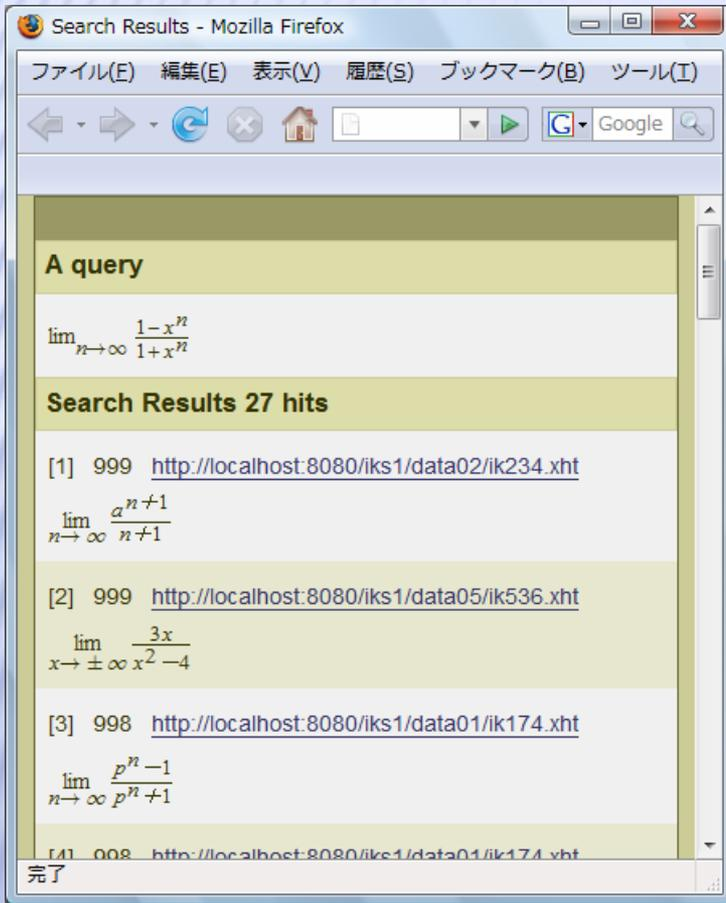 Search Results - Mozilla Firefox
ファイル(F) 編集(E) 表示(V) 履歴(S) ブックマーク(B) ツール(T)
G Google
A query
lim_{n→∞} \frac{1-x^n}{1+x^n}
Search Results 27 hits
[1] 999 http://localhost:8080/iks1/data02/ik234.xht
lim_{n→∞} \frac{a^{n+1}}{n+1}
[2] 999 http://localhost:8080/iks1/data05/ik536.xht
lim_{x→±∞} \frac{3x}{x^2-4}
[3] 998 http://localhost:8080/iks1/data01/ik174.xht
lim_{n→∞} \frac{p^n-1}{p^n+1}
[4] 998 http://localhost:8080/iks1/data01/ik174.xht
完了